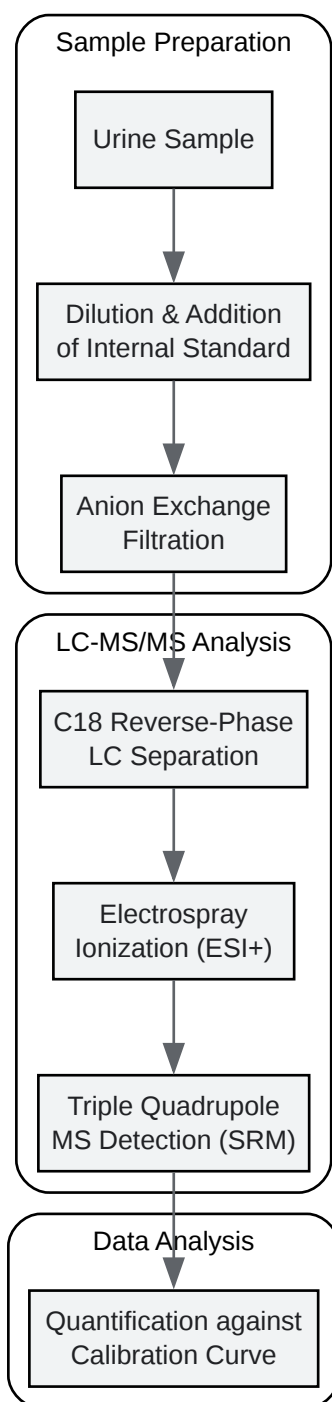 Sample Preparation
Urine Sample
Dilution & Addition
of Internal Standard
Anion Exchange
Filtration
LC-MS/MS Analysis
C18 Reverse-Phase
LC Separation
Electrospray
Ionization (ESI+)
Triple Quadrupole
MS Detection (SRM)
Data Analysis
Quantification against
Calibration Curve